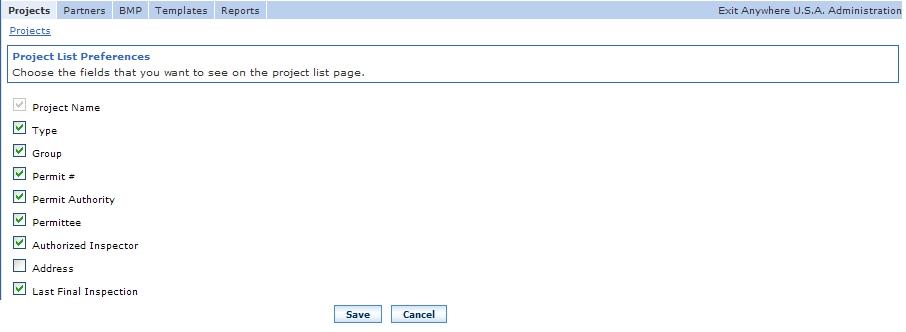 Projects Partners BMP Templates Reports Exit Anywhere U.S.A. Administration
Projects
Project List Preferences
Choose the fields that you want to see on the project list page.
Project Name
Type
Group
Permit #
Permit Authority
Permittee
Authorized Inspector
Address
Last Final Inspection
Save Cancel